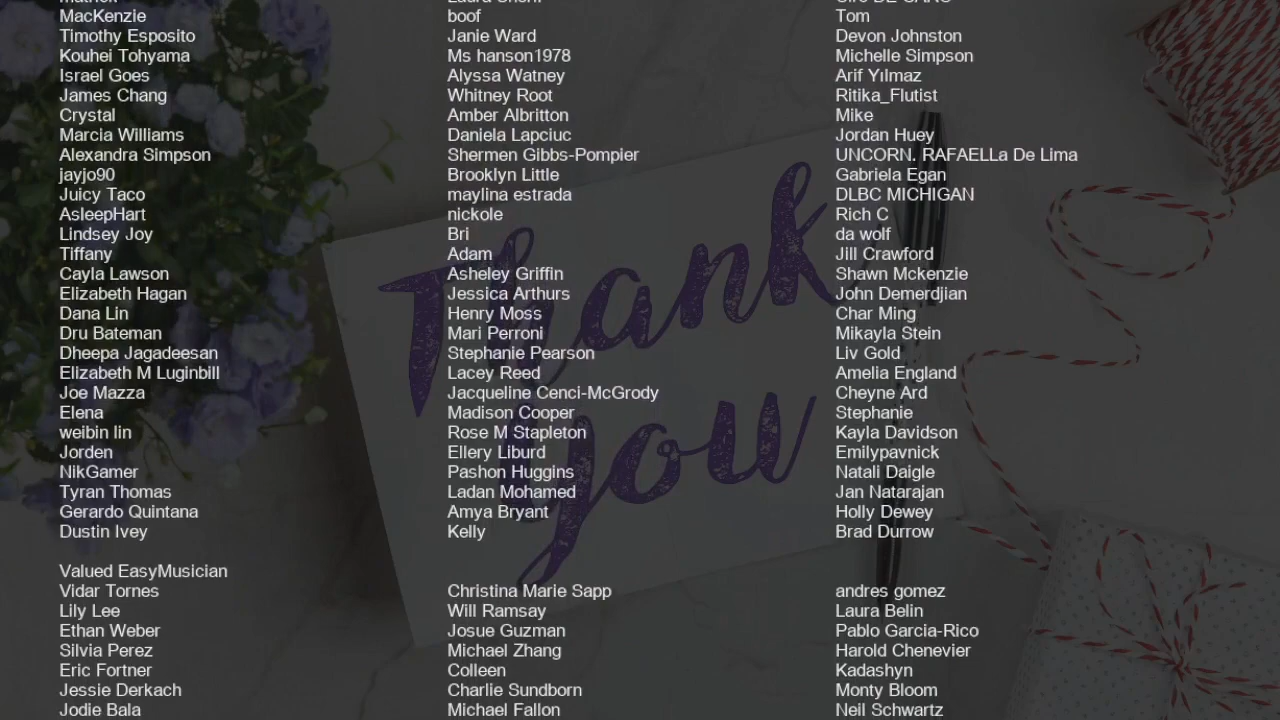 MacKenzie
Timothy Esposito
Kouhei Tohyama
Israel Goes
James Chang
Crystal
Marcia Williams
Alexandra Simpson
jayjo90
Juicy Taco
AsleepHart
Lindsey Joy
Tiffany
Cayla Lawson
Elizabeth Hagan
Dana Lin
Dru Bateman
Dheepa Jagadeesan
Elizabeth M Luginbill
Joe Mazza
Elena
weibin lin
Jorden
NikGamer
Tyran Thomas
Gerardo Quintana
Dustin Ivey
boof
Janie Ward
Ms hanson1978
Alyssa Watney
Whitney Root
Amber Albritton
Daniela Lapciuc
Shermen Gibbs-Pompier
Brooklyn Little
maylina estrada
nickole
Bri
Adam
Asheley Griffin
Jessica Arthurs
Henry Moss
Mari Perroni
Stephanie Pearson
Lacey Reed
Jacqueline Cenci-McGrody
Madison Cooper
Rose M Stapleton
Ellery Liburd
Pashon Huggins
Ladan Mohamed
Amya Bryant
Kelly
Tom
Devon Johnston
Michelle Simpson
Arif Yılmaz
Ritika_Flutist
Mike
Jordan Huey
UNCORN. RAFAELLa De Lima
Gabriela Egan
DLBC MICHIGAN
Rich C
da wolf
Jill Crawford
Shawn Mckenzie
John Demerdjian
Char Ming
Mikayla Stein
Liv Gold
Amelia England
Cheyne Ard
Stephanie
Kayla Davidson
Emilypavnick
Natali Daigle
Jan Natarajan
Holly Dewey
Brad Durrow
Valued EasyMusician
Vidar Tornes
Lily Lee
Ethan Weber
Silvia Perez
Eric Fortner
Jessie Derkach
Jodie Bala
Christina Marie Sapp
Will Ramsay
Josue Guzman
Michael Zhang
Colleen
Charlie Sundborn
Michael Fallon
andres gomez
Laura Belin
Pablo Garcia-Rico
Harold Chenevier
Kadashyn
Monty Bloom
Neil Schwartz
Thank
you